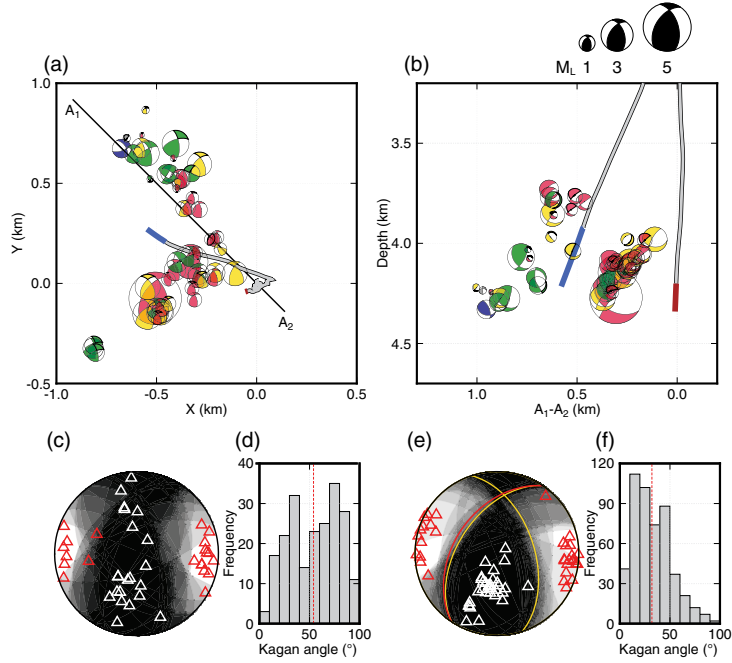 (a)
(b)
M_L 1 3 5
1.0
0.5
0.0
-0.5
Y (km)
-1.0 -0.5 0.0 0.5
X (km)
A₁
A₂
3.5
4.0
4.5
Depth (km)
1.0 0.5 0.0
A₁-A₂ (km)
(c)
(d)
40
30
20
10
0
Frequency
0 50 100
Kagan angle (°)
(e)
(f)
120
90
60
30
0
Frequency
0 50 100
Kagan angle (°)